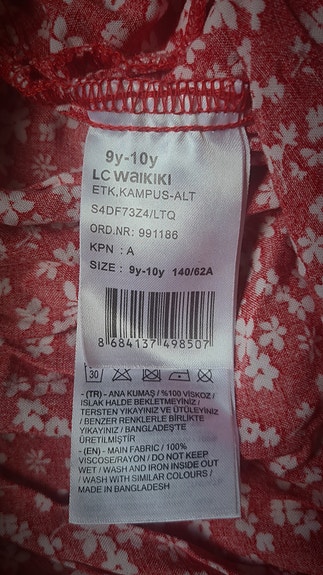 9y-10y
LC WAIKIKI
ETK,KAMPUS-ALT
S4DF73Z4/LTQ
ORD.NR: 991186
KPN : A
SIZE : 9y-10y 140/62A
8 684137 498507
30
- (TR) - ANA KUMAŞ / %100 VİSKOZ /
ISLAK HALDE BEKLETMEYİNİZ /
TERSTEN YIKAYINIZ VE ÜTÜLEYİNİZ
/ BENZER RENKLERLE BİRLİKTE
YIKAYINIZ / BANGLADEŞ'TE
ÜRETİLMİŞTİR
- (EN) - MAIN FABRIC / 100%
VISCOSE/RAYON / DO NOT KEEP
WET / WASH AND IRON INSIDE OUT
/ WASH WITH SIMILAR COLOURS /
MADE IN BANGLADESH